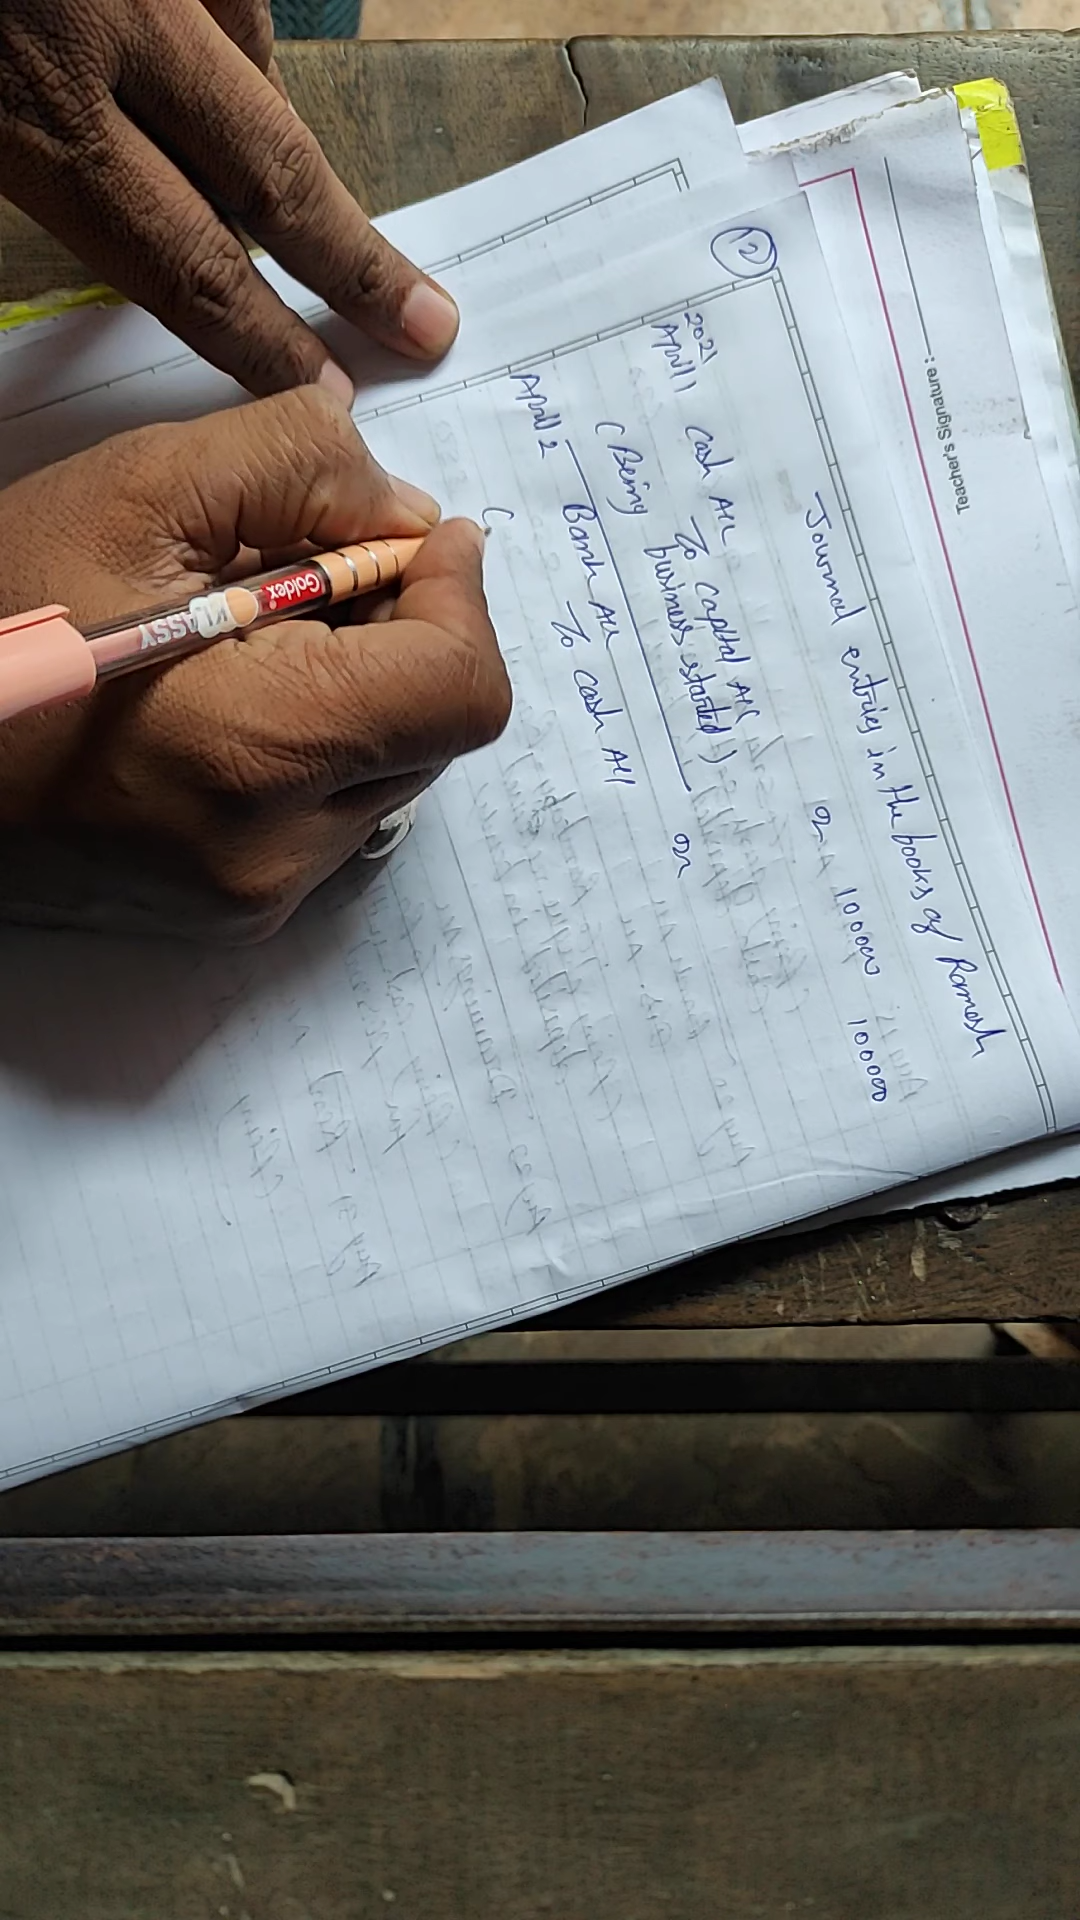 Teacher's Signature :
2
Journal entries in the books of Ramesh
2021
April 1 Cash A/c Dr 100000
To Capital A/c 100000
(Being business started)
April 2 Bank A/c Dr
To Cash A/c
(
Goldex®
KLASSY